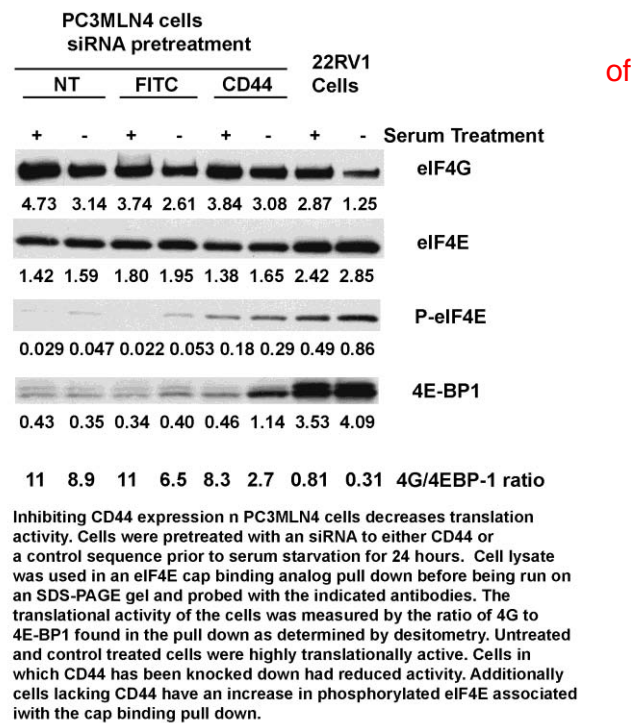 PC3MLN4 cells
siRNA pretreatment
22RV1
Cells
of
NT FITC CD44
+ - + - + - + - Serum Treatment
eIF4G
4.73 3.14 3.74 2.61 3.84 3.08 2.87 1.25
eIF4E
1.42 1.59 1.80 1.95 1.38 1.65 2.42 2.85
P-eIF4E
0.029 0.047 0.022 0.053 0.18 0.29 0.49 0.86
4E-BP1
0.43 0.35 0.34 0.40 0.46 1.14 3.53 4.09
11 8.9 11 6.5 8.3 2.7 0.81 0.31 4G/4EBP-1 ratio
Inhibiting CD44 expression n PC3MLN4 cells decreases translation
activity. Cells were pretreated with an siRNA to either CD44 or
a control sequence prior to serum starvation for 24 hours. Cell lysate
was used in an eIF4E cap binding analog pull down before being run on
an SDS-PAGE gel and probed with the indicated antibodies. The
translational activity of the cells was measured by the ratio of 4G to
4E-BP1 found in the pull down as determined by desitometry. Untreated
and control treated cells were highly translationally active. Cells in
which CD44 has been knocked down had reduced activity. Additionally
cells lacking CD44 have an increase in phosphorylated eIF4E associated
iwith the cap binding pull down.